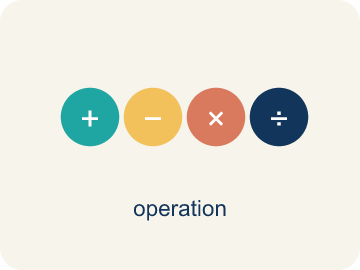 + − × ÷
operation